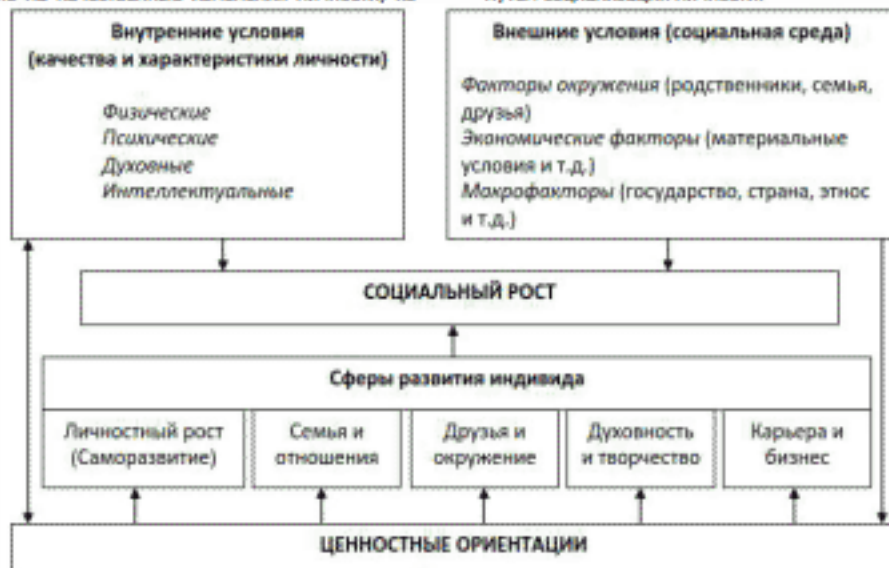 Внутренние условия
(качества и характеристики личности)
Физические
Психические
Духовные
Интеллектуальные
Внешние условия (социальная среда)
Факторы окружения (родственники, семья,
друзья)
Экономические факторы (материальные
условия и т.д.)
Макрофакторы (государство, страна, этнос
и т.д.)
СОЦИАЛЬНЫЙ РОСТ
Сферы развития индивида
Личностный рост
(Саморазвитие)
Семья и
отношения
Друзья и
окружение
Духовность
и творчество
Карьера и
бизнес
ЦЕННОСТНЫЕ ОРИЕНТАЦИИ